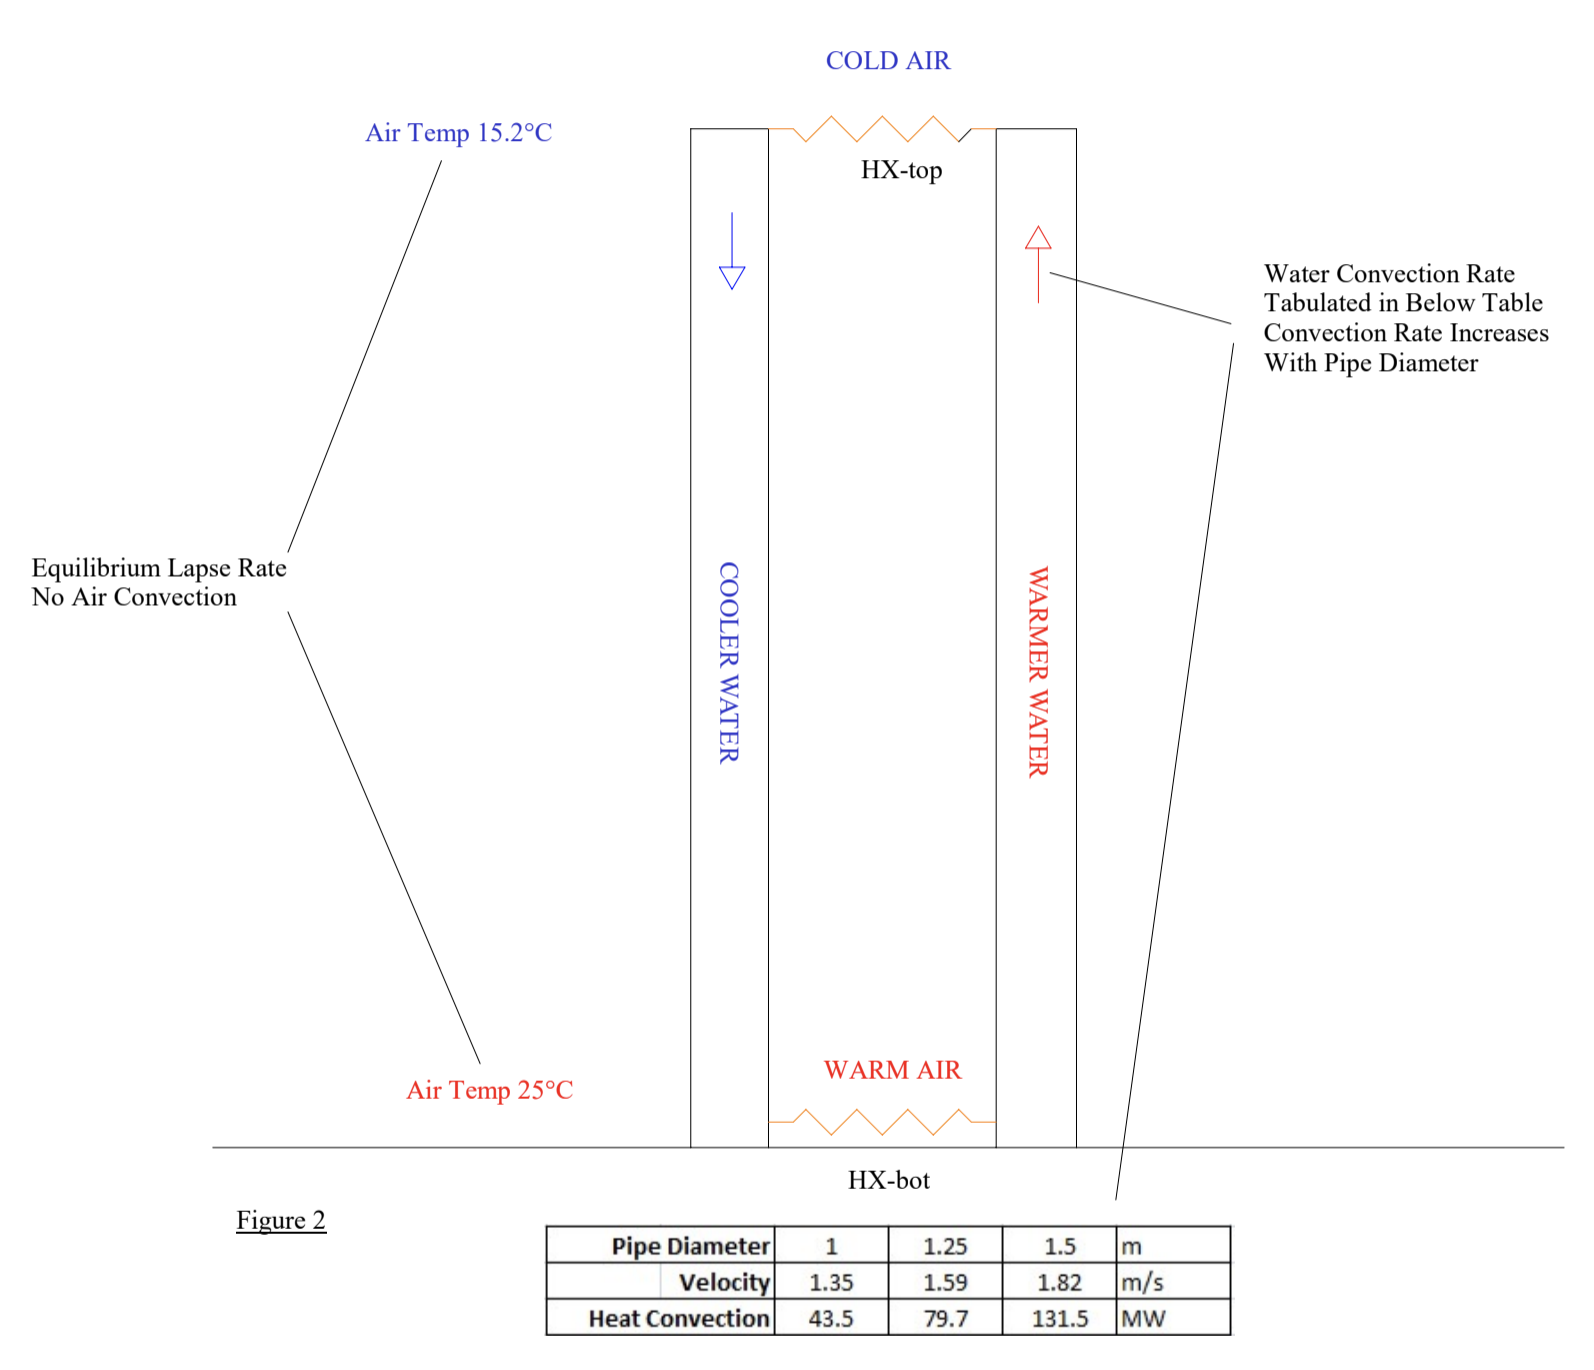 COLD AIR
Air Temp 15.2°C
HX-top
Water Convection Rate
Tabulated in Below Table
Convection Rate Increases
With Pipe Diameter
Equilibrium Lapse Rate
No Air Convection
COOLER WATER
WARMER WATER
WARM AIR
Air Temp 25°C
HX-bot
Figure 2
Pipe Diameter 1 1.25 1.5 m
Velocity 1.35 1.59 1.82 m/s
Heat Convection 43.5 79.7 131.5 MW